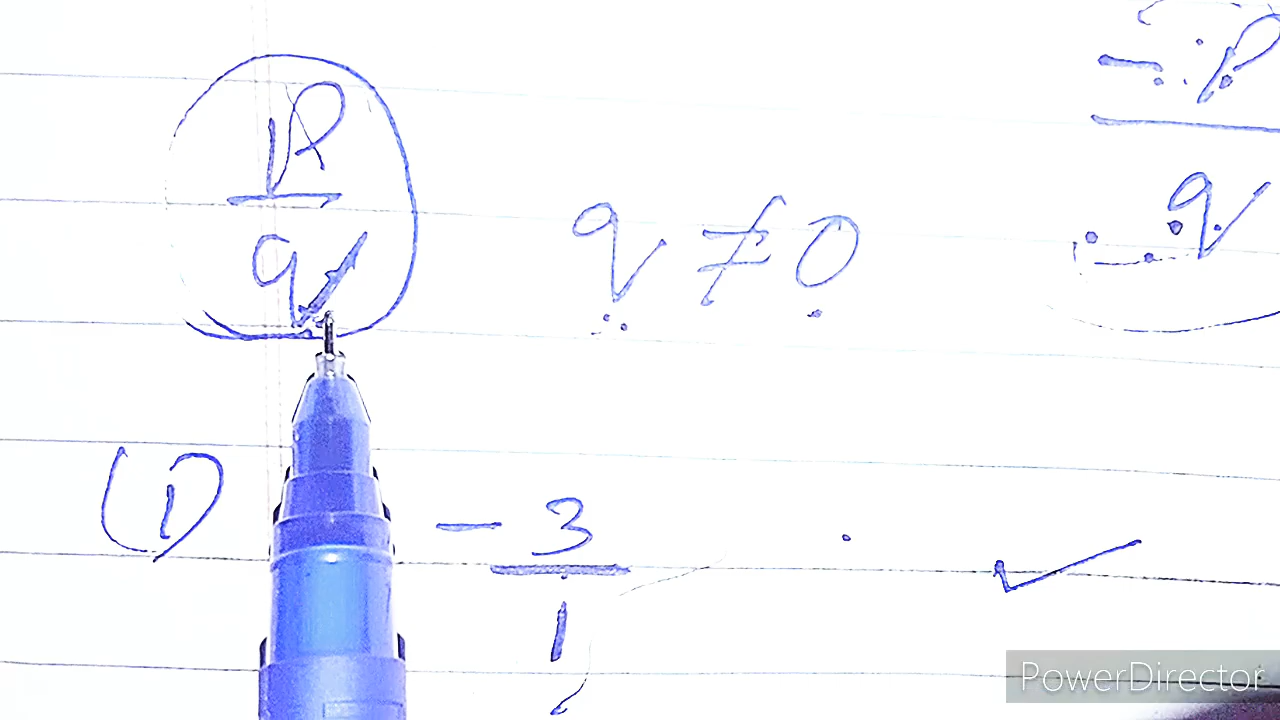 P/q q ≠ 0 -P/q
(1) -3/1 ✓
PowerDirector